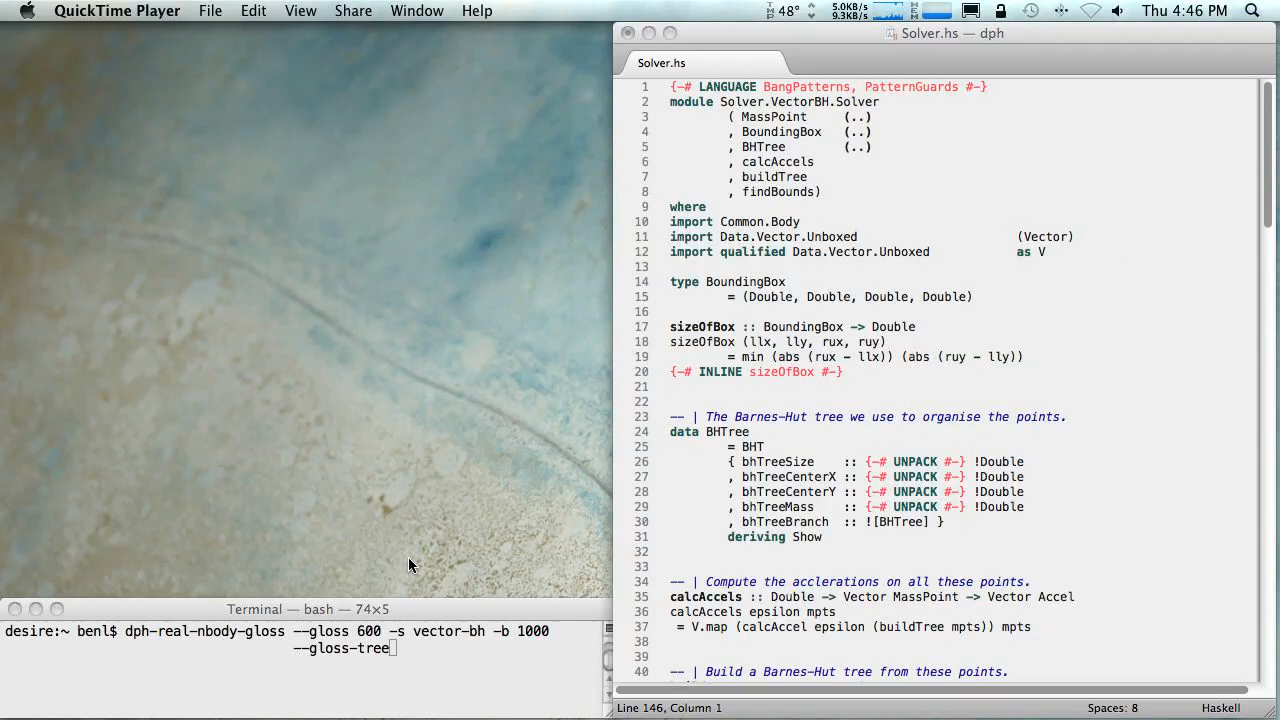 QuickTime Player File Edit View Share Window Help
TMP 48° 5.0KB/s 9.3KB/s MEM Thu 4:46 PM
Solver.hs — dph
Solver.hs
1 {-# LANGUAGE BangPatterns, PatternGuards #-}
2 module Solver.VectorBH.Solver
3 ( MassPoint (..)
4 , BoundingBox (..)
5 , BHTree (..)
6 , calcAccels
7 , buildTree
8 , findBounds)
9 where
10 import Common.Body
11 import Data.Vector.Unboxed (Vector)
12 import qualified Data.Vector.Unboxed as V
13
14 type BoundingBox
15 = (Double, Double, Double, Double)
16
17 sizeOfBox :: BoundingBox -> Double
18 sizeOfBox (llx, lly, rux, ruy)
19 = min (abs (rux - llx)) (abs (ruy - lly))
20 {-# INLINE sizeOfBox #-}
21
22
23 -- | The Barnes-Hut tree we use to organise the points.
24 data BHTree
25 = BHT
26 { bhTreeSize :: {-# UNPACK #-} !Double
27 , bhTreeCenterX :: {-# UNPACK #-} !Double
28 , bhTreeCenterY :: {-# UNPACK #-} !Double
29 , bhTreeMass :: {-# UNPACK #-} !Double
30 , bhTreeBranch :: ![BHTree] }
31 deriving Show
32
33
34 -- | Compute the acclerations on all these points.
35 calcAccels :: Double -> Vector MassPoint -> Vector Accel
36 calcAccels epsilon mpts
37 = V.map (calcAccel epsilon (buildTree mpts)) mpts
38
39
40 -- | Build a Barnes-Hut tree from these points.
Line 146, Column 1 Spaces: 8 Haskell
Terminal — bash — 74×5
desire:~ benl$ dph-real-nbody-gloss --gloss 600 -s vector-bh -b 1000
--gloss-tree